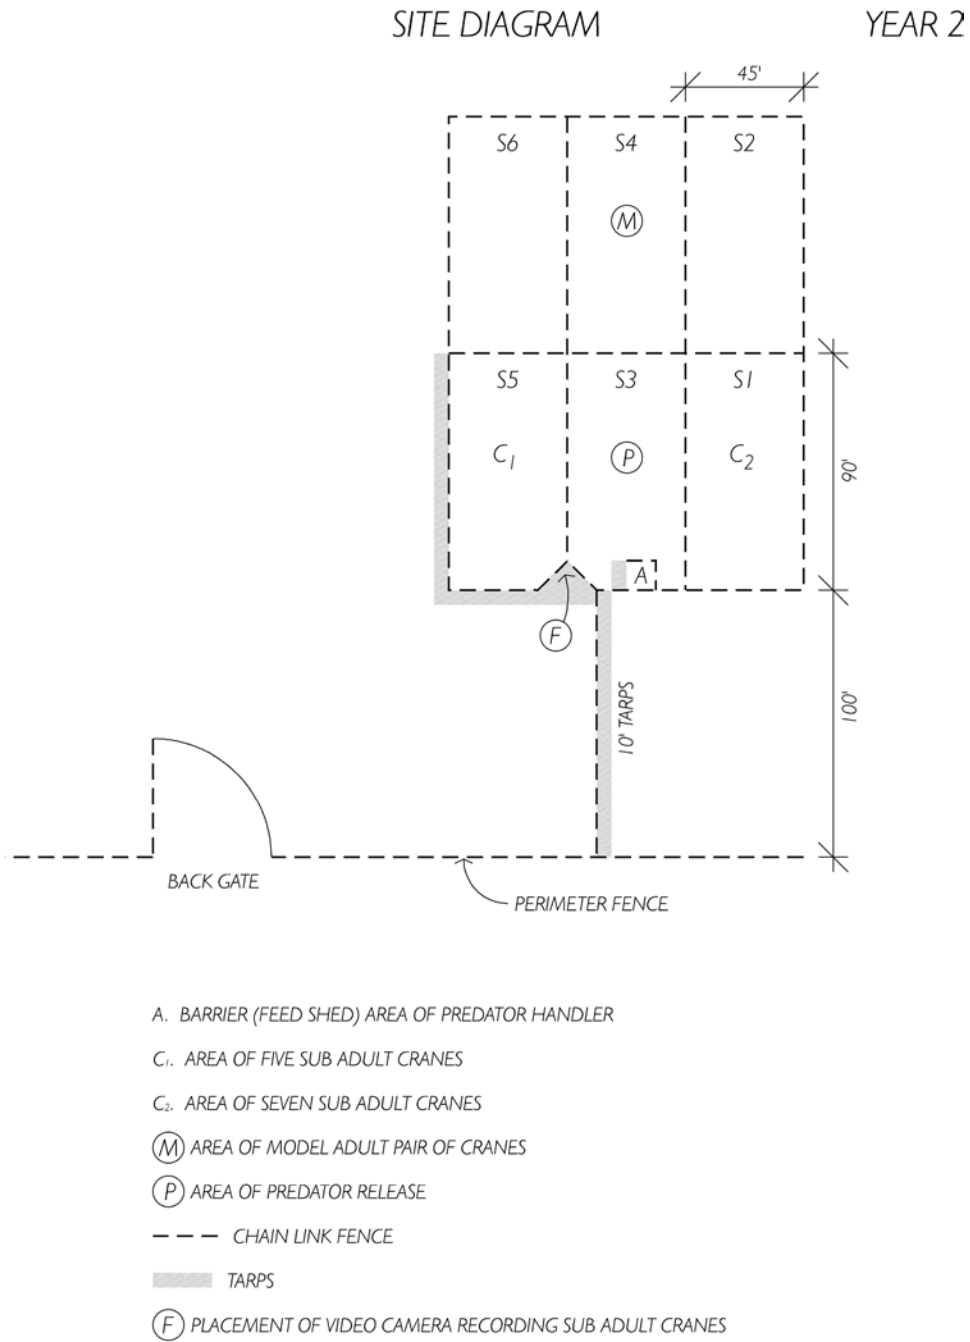 SITE DIAGRAM
YEAR 2
45'
S6
S4
S2
M
S5
S3
S1
C1
P
C2
90'
A
F
10' TARPS
100'
BACK GATE
PERIMETER FENCE
A. BARRIER (FEED SHED) AREA OF PREDATOR HANDLER
C1. AREA OF FIVE SUB ADULT CRANES
C2. AREA OF SEVEN SUB ADULT CRANES
M AREA OF MODEL ADULT PAIR OF CRANES
P AREA OF PREDATOR RELEASE
CHAIN LINK FENCE
TARPS
F PLACEMENT OF VIDEO CAMERA RECORDING SUB ADULT CRANES